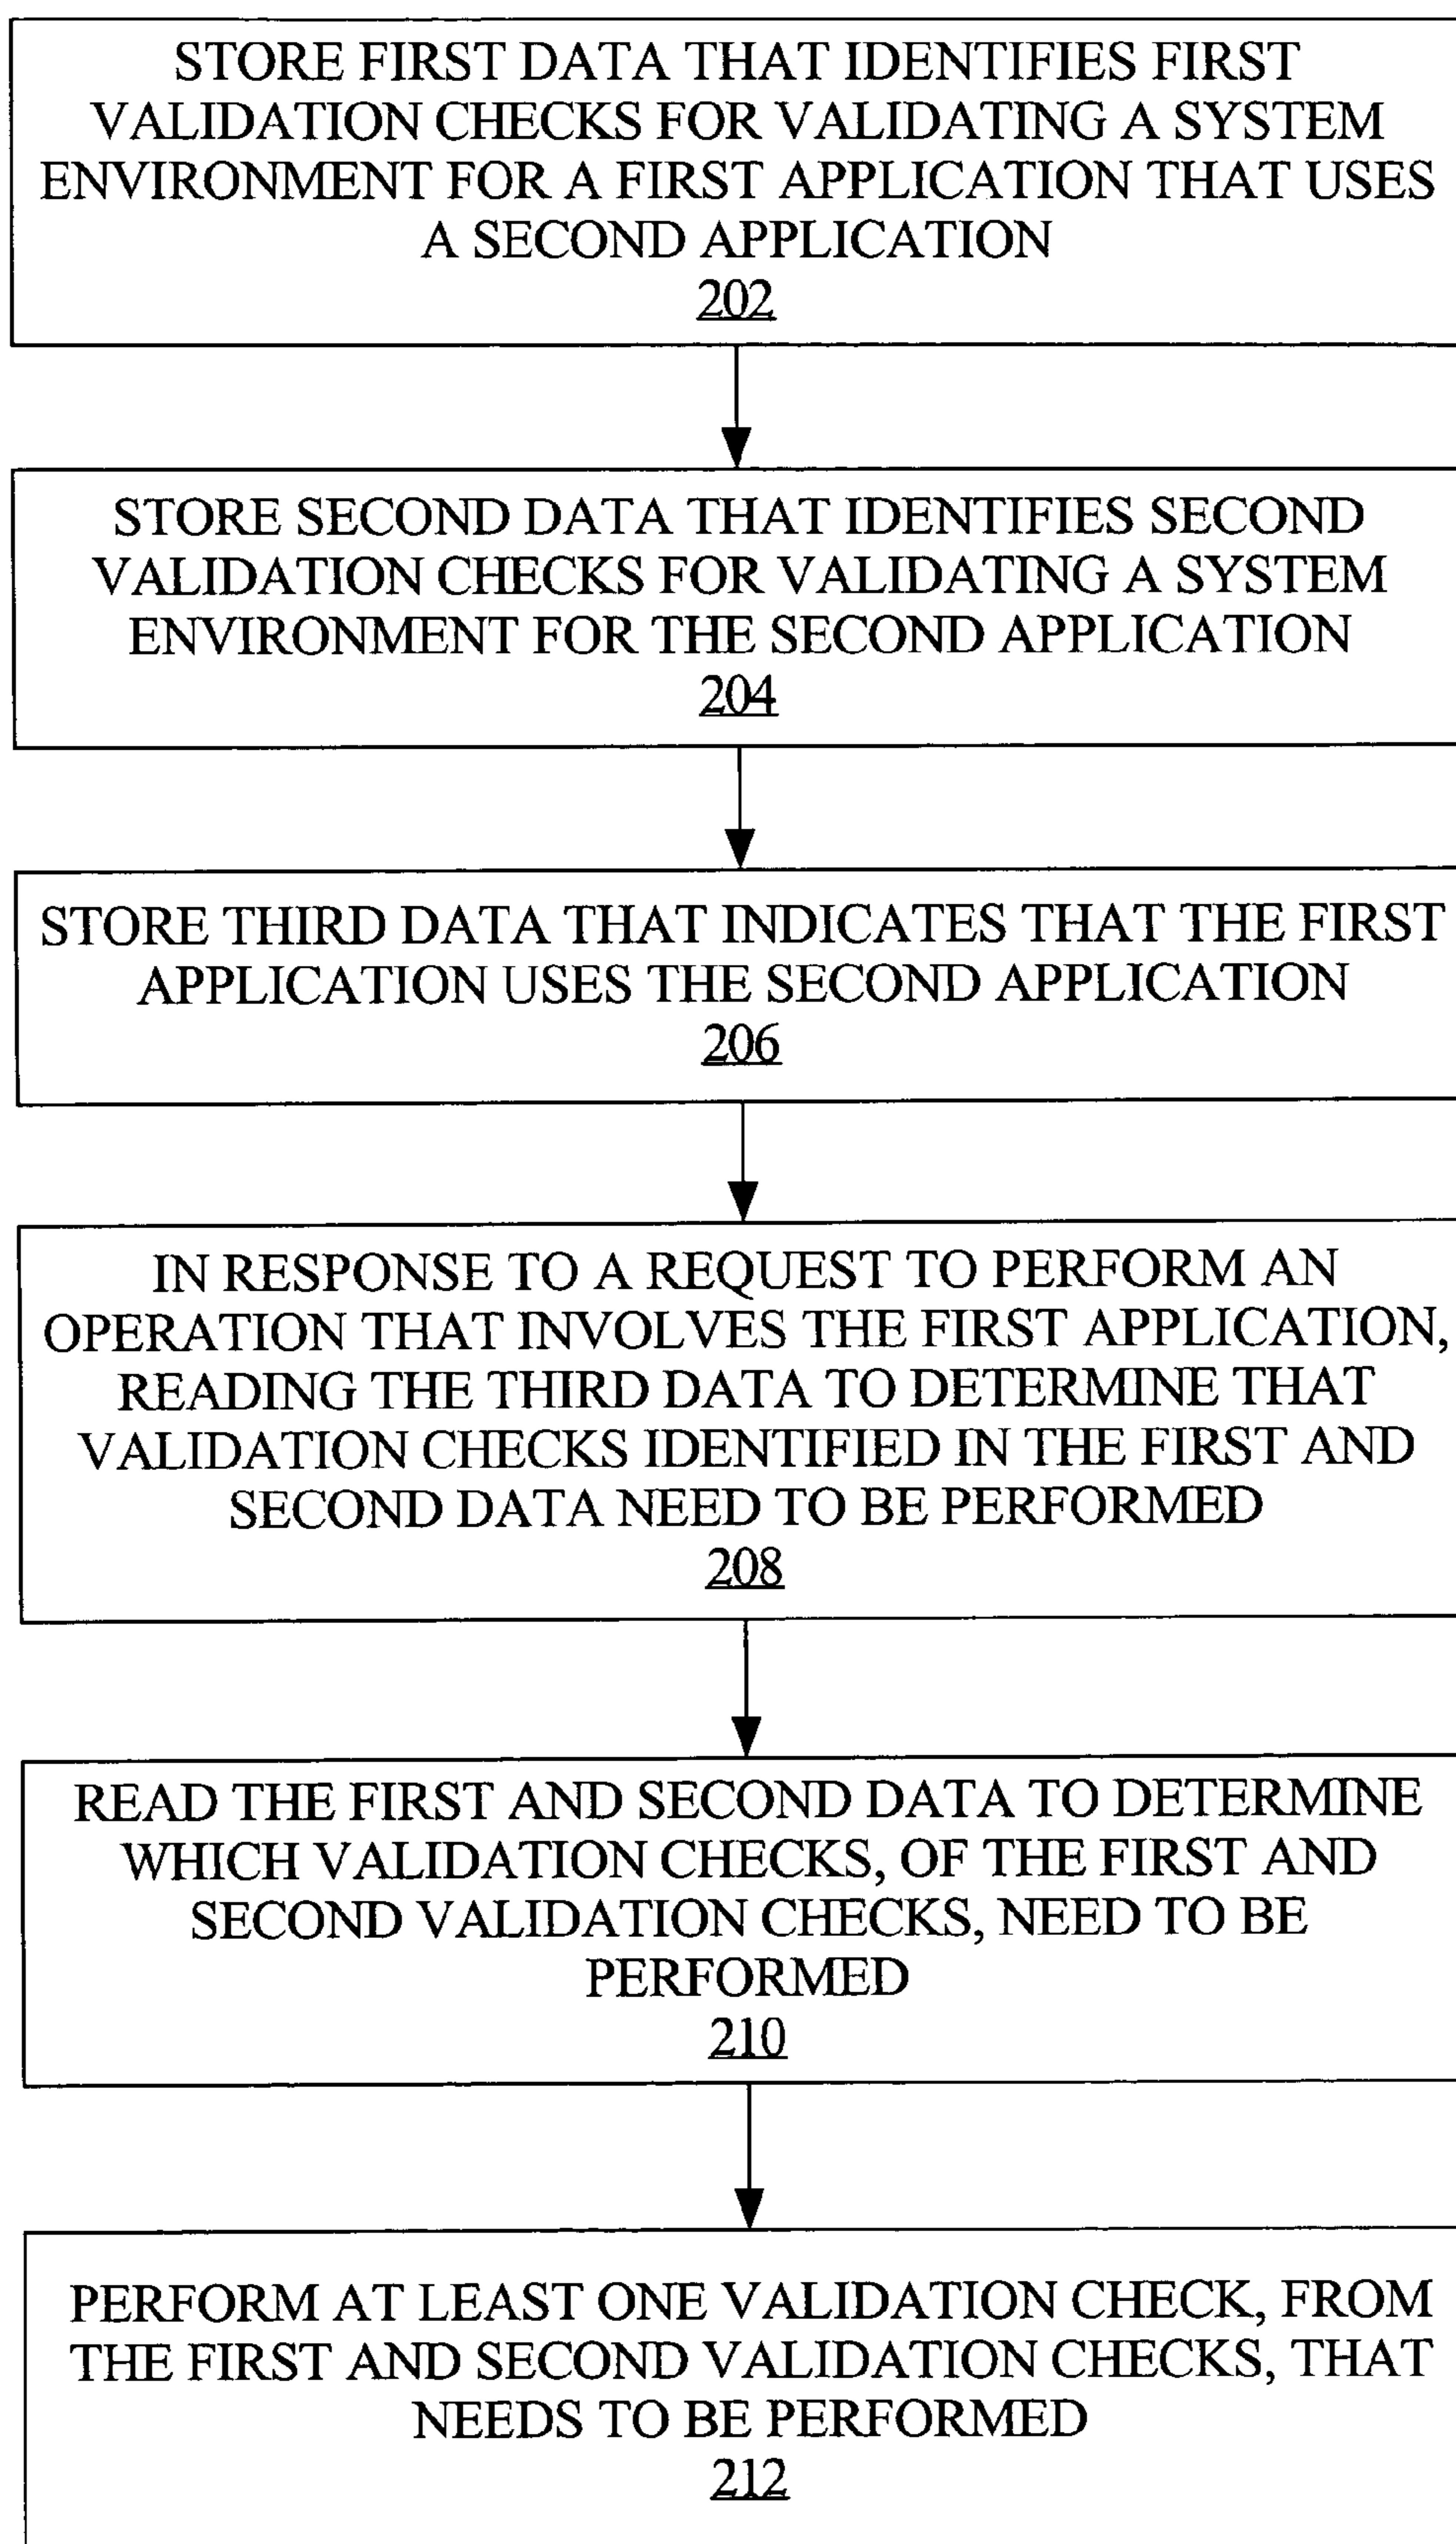 STORE FIRST DATA THAT IDENTIFIES FIRST
VALIDATION CHECKS FOR VALIDATING A SYSTEM
ENVIRONMENT FOR A FIRST APPLICATION THAT USES
A SECOND APPLICATION
202
STORE SECOND DATA THAT IDENTIFIES SECOND
VALIDATION CHECKS FOR VALIDATING A SYSTEM
ENVIRONMENT FOR THE SECOND APPLICATION
204
STORE THIRD DATA THAT INDICATES THAT THE FIRST
APPLICATION USES THE SECOND APPLICATION
206
IN RESPONSE TO A REQUEST TO PERFORM AN
OPERATION THAT INVOLVES THE FIRST APPLICATION,
READING THE THIRD DATA TO DETERMINE THAT
VALIDATION CHECKS IDENTIFIED IN THE FIRST AND
SECOND DATA NEED TO BE PERFORMED
208
READ THE FIRST AND SECOND DATA TO DETERMINE
WHICH VALIDATION CHECKS, OF THE FIRST AND
SECOND VALIDATION CHECKS, NEED TO BE
PERFORMED
210
PERFORM AT LEAST ONE VALIDATION CHECK, FROM
THE FIRST AND SECOND VALIDATION CHECKS, THAT
NEEDS TO BE PERFORMED
212